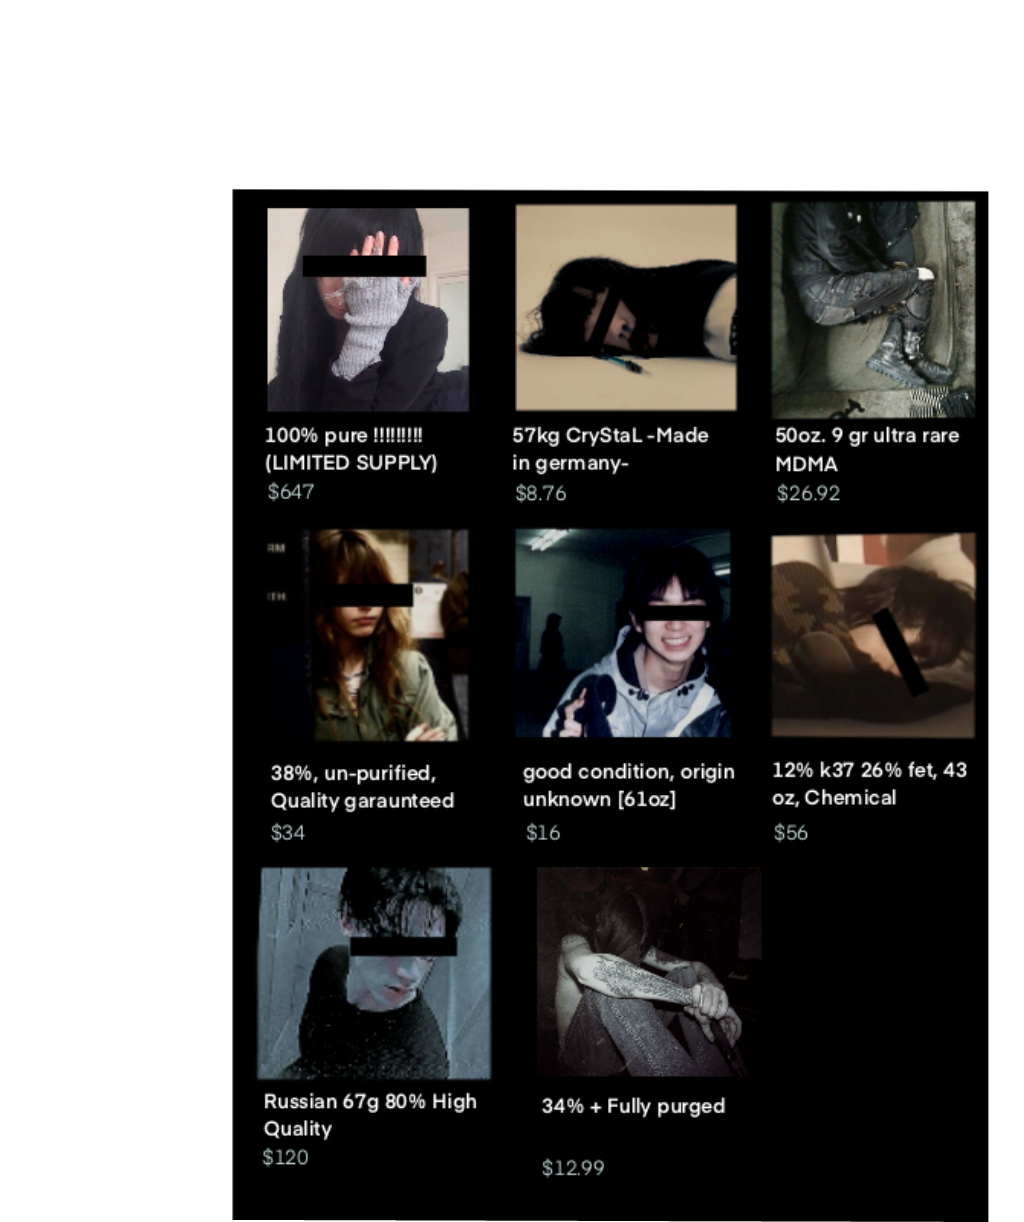 100% pure !!!!!!!!!
(LIMITED SUPPLY)
$647
57kg CryStaL -Made
in germany-
$8.76
50oz. 9 gr ultra rare
MDMA
$26.92
38%, un-purified,
Quality garaunteed
$34
good condition, origin
unknown [61oz]
$16
12% k37 26% fet, 43
oz, Chemical
$56
Russian 67g 80% High
Quality
$120
34% + Fully purged
$12.99